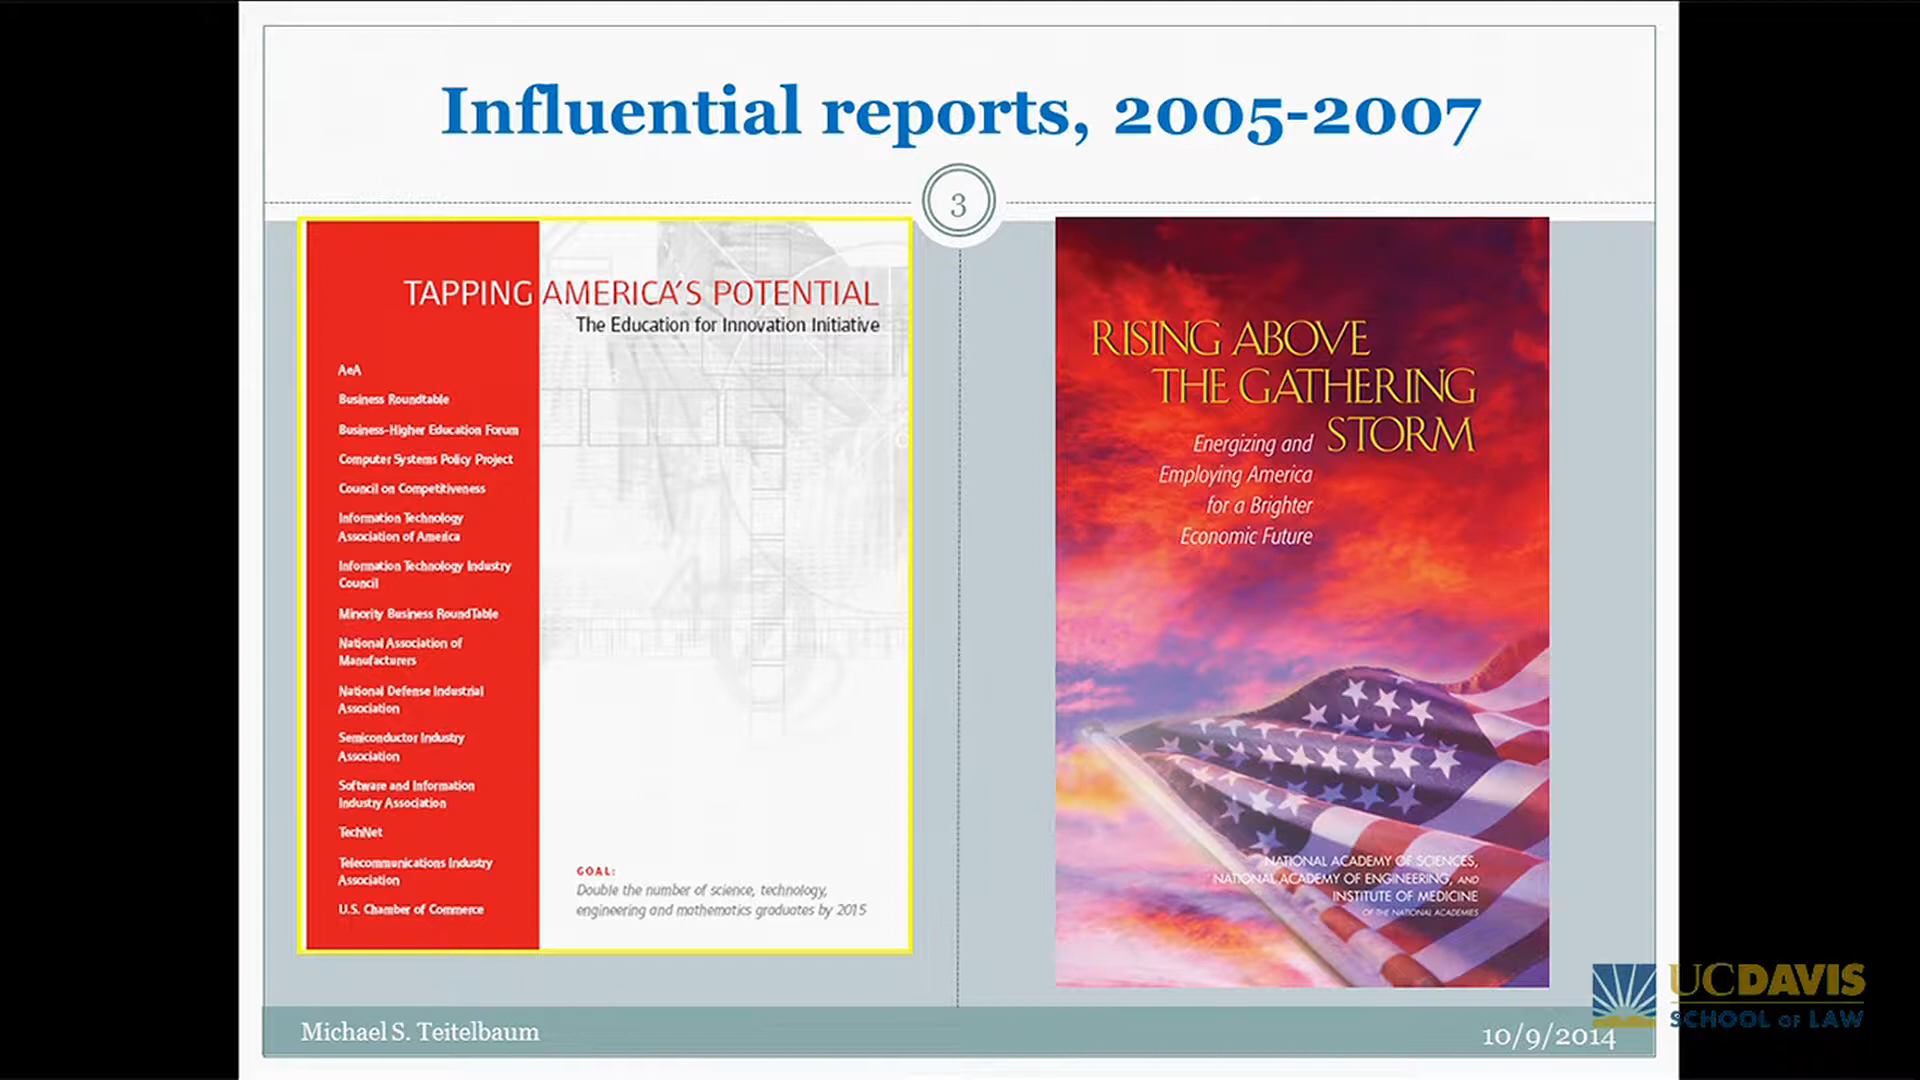 Influential reports, 2005-2007
3
TAPPING AMERICA'S POTENTIAL
The Education for Innovation Initiative
AeA
Business Roundtable
Business-Higher Education Forum
Computer Systems Policy Project
Council on Competitiveness
Information Technology
Association of America
Information Technology Industry
Council
Minority Business RoundTable
National Association of
Manufacturers
National Defense Industrial
Association
Semiconductor Industry
Association
Software and Information
Industry Association
TechNet
Telecommunications Industry
Association
U.S. Chamber of Commerce
GOAL:
Double the number of science, technology,
engineering and mathematics graduates by 2015
RISING ABOVE
THE GATHERING
STORM
Energizing and
Employing America
for a Brighter
Economic Future
NATIONAL ACADEMY OF SCIENCES,
NATIONAL ACADEMY OF ENGINEERING, AND
INSTITUTE OF MEDICINE
OF THE NATIONAL ACADEMIES
Michael S. Teitelbaum
10/9/2014
UCDAVIS
SCHOOL OF LAW